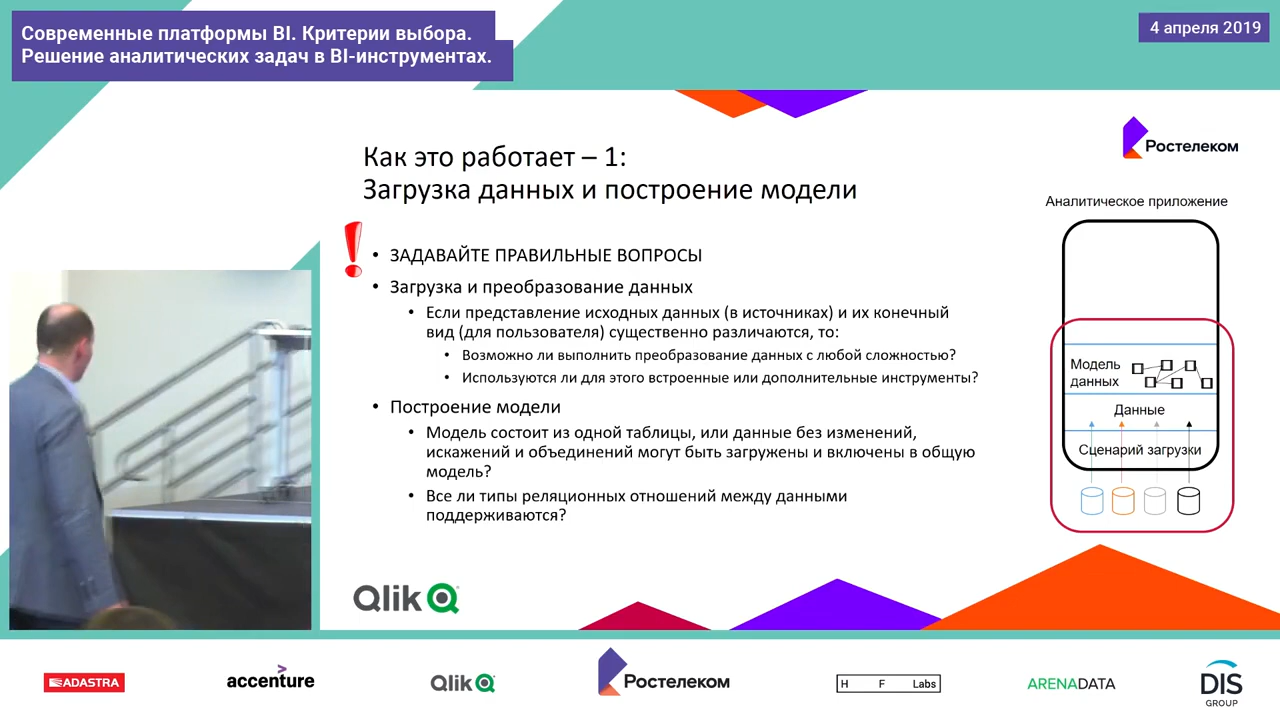 Современные платформы BI. Критерии выбора.
Решение аналитических задач в BI-инструментах.
4 апреля 2019
Ростелеком
Как это работает – 1:
Загрузка данных и построение модели
• ЗАДАВАЙТЕ ПРАВИЛЬНЫЕ ВОПРОСЫ
• Загрузка и преобразование данных
• Если представление исходных данных (в источниках) и их конечный
вид (для пользователя) существенно различаются, то:
• Возможно ли выполнить преобразование данных с любой сложностью?
• Используются ли для этого встроенные или дополнительные инструменты?
• Построение модели
• Модель состоит из одной таблицы, или данные без изменений,
искажений и объединений могут быть загружены и включены в общую
модель?
• Все ли типы реляционных отношений между данными
поддерживаются?
Аналитическое приложение
Модель
данных
Данные
Сценарий загрузки
Qlik
ADASTRA
accenture
Qlik
Ростелеком
H F Labs
ARENADATA
DIS
GROUP